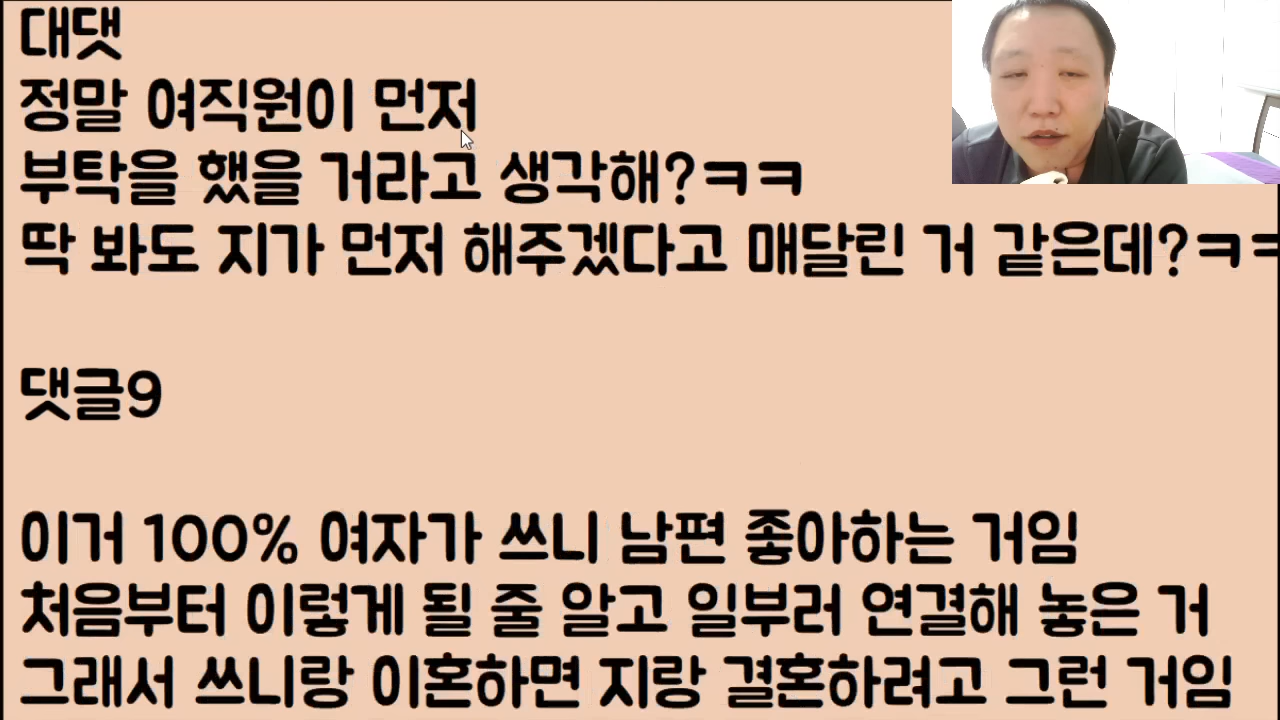 대댓
정말 여직원이 먼저
부탁을 했을 거라고 생각해?ㅋㅋ
딱 봐도 지가 먼저 해주겠다고 매달린 거 같은데?ㅋㅋ
댓글9
이거 100% 여자가 쓰니 남편 좋아하는 거임
처음부터 이렇게 될 줄 알고 일부러 연결해 놓은 거
그래서 쓰니랑 이혼하면 지랑 결혼하려고 그런 거임